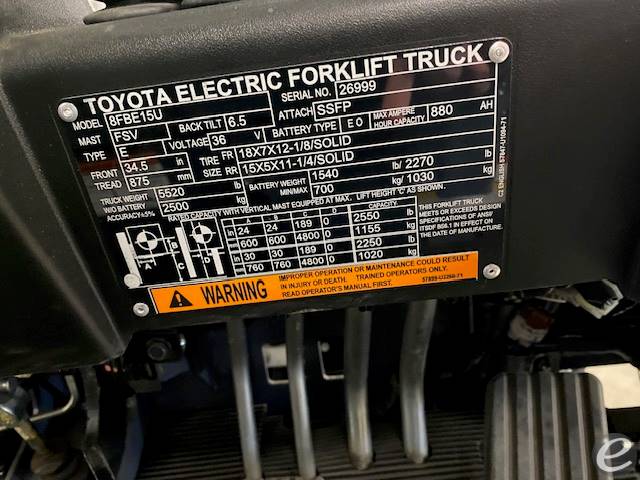 TOYOTA ELECTRIC FORKLIFT TRUCK
MODEL 8FBE15U SERIAL NO. 26999
MAST FSV BACK TILT 6.5 ATTACH SSFP
TYPE E VOLTAGE 36 V BATTERY TYPE E O MAX AMPERE HOUR CAPACITY 880 AH
FRONT TREAD 34.5 in TIRE SIZE FR 18X7X12-1/8/SOLID
875 mm RR 15X5X11-1/4/SOLID
TRUCK WEIGHT W/O BATTERY ACCURACY±5% 5520 lb BATTERY WEIGHT MIN/MAX 1540 lb/ 2270 lb
2500 kg 700 kg/ 1030 kg
RATED CAPACITY WITH VERTICAL MAST EQUIPPED AT MAX. LIFT HEIGHT 'C' AS SHOWN.
A B C D CAPACITY
in 24 24 189 0 2550 lb
mm 600 600 4800 0 1155 kg
in 30 30 189 0 2250 lb
mm 760 760 4800 0 1020 kg
A B C D
THIS FORKLIFT TRUCK
MEETS OR EXCEEDS DESIGN
SPECIFICATIONS OF ANSI/
ITSDF B56.1 IN EFFECT ON
DATE OF MANUFACTURE.
C2 ENGLISH 57847-U1094-71
WARNING
IMPROPER OPERATION OR MAINTENANCE COULD RESULT
IN INJURY OR DEATH. TRAINED OPERATORS ONLY.
READ OPERATOR'S MANUAL FIRST.
e